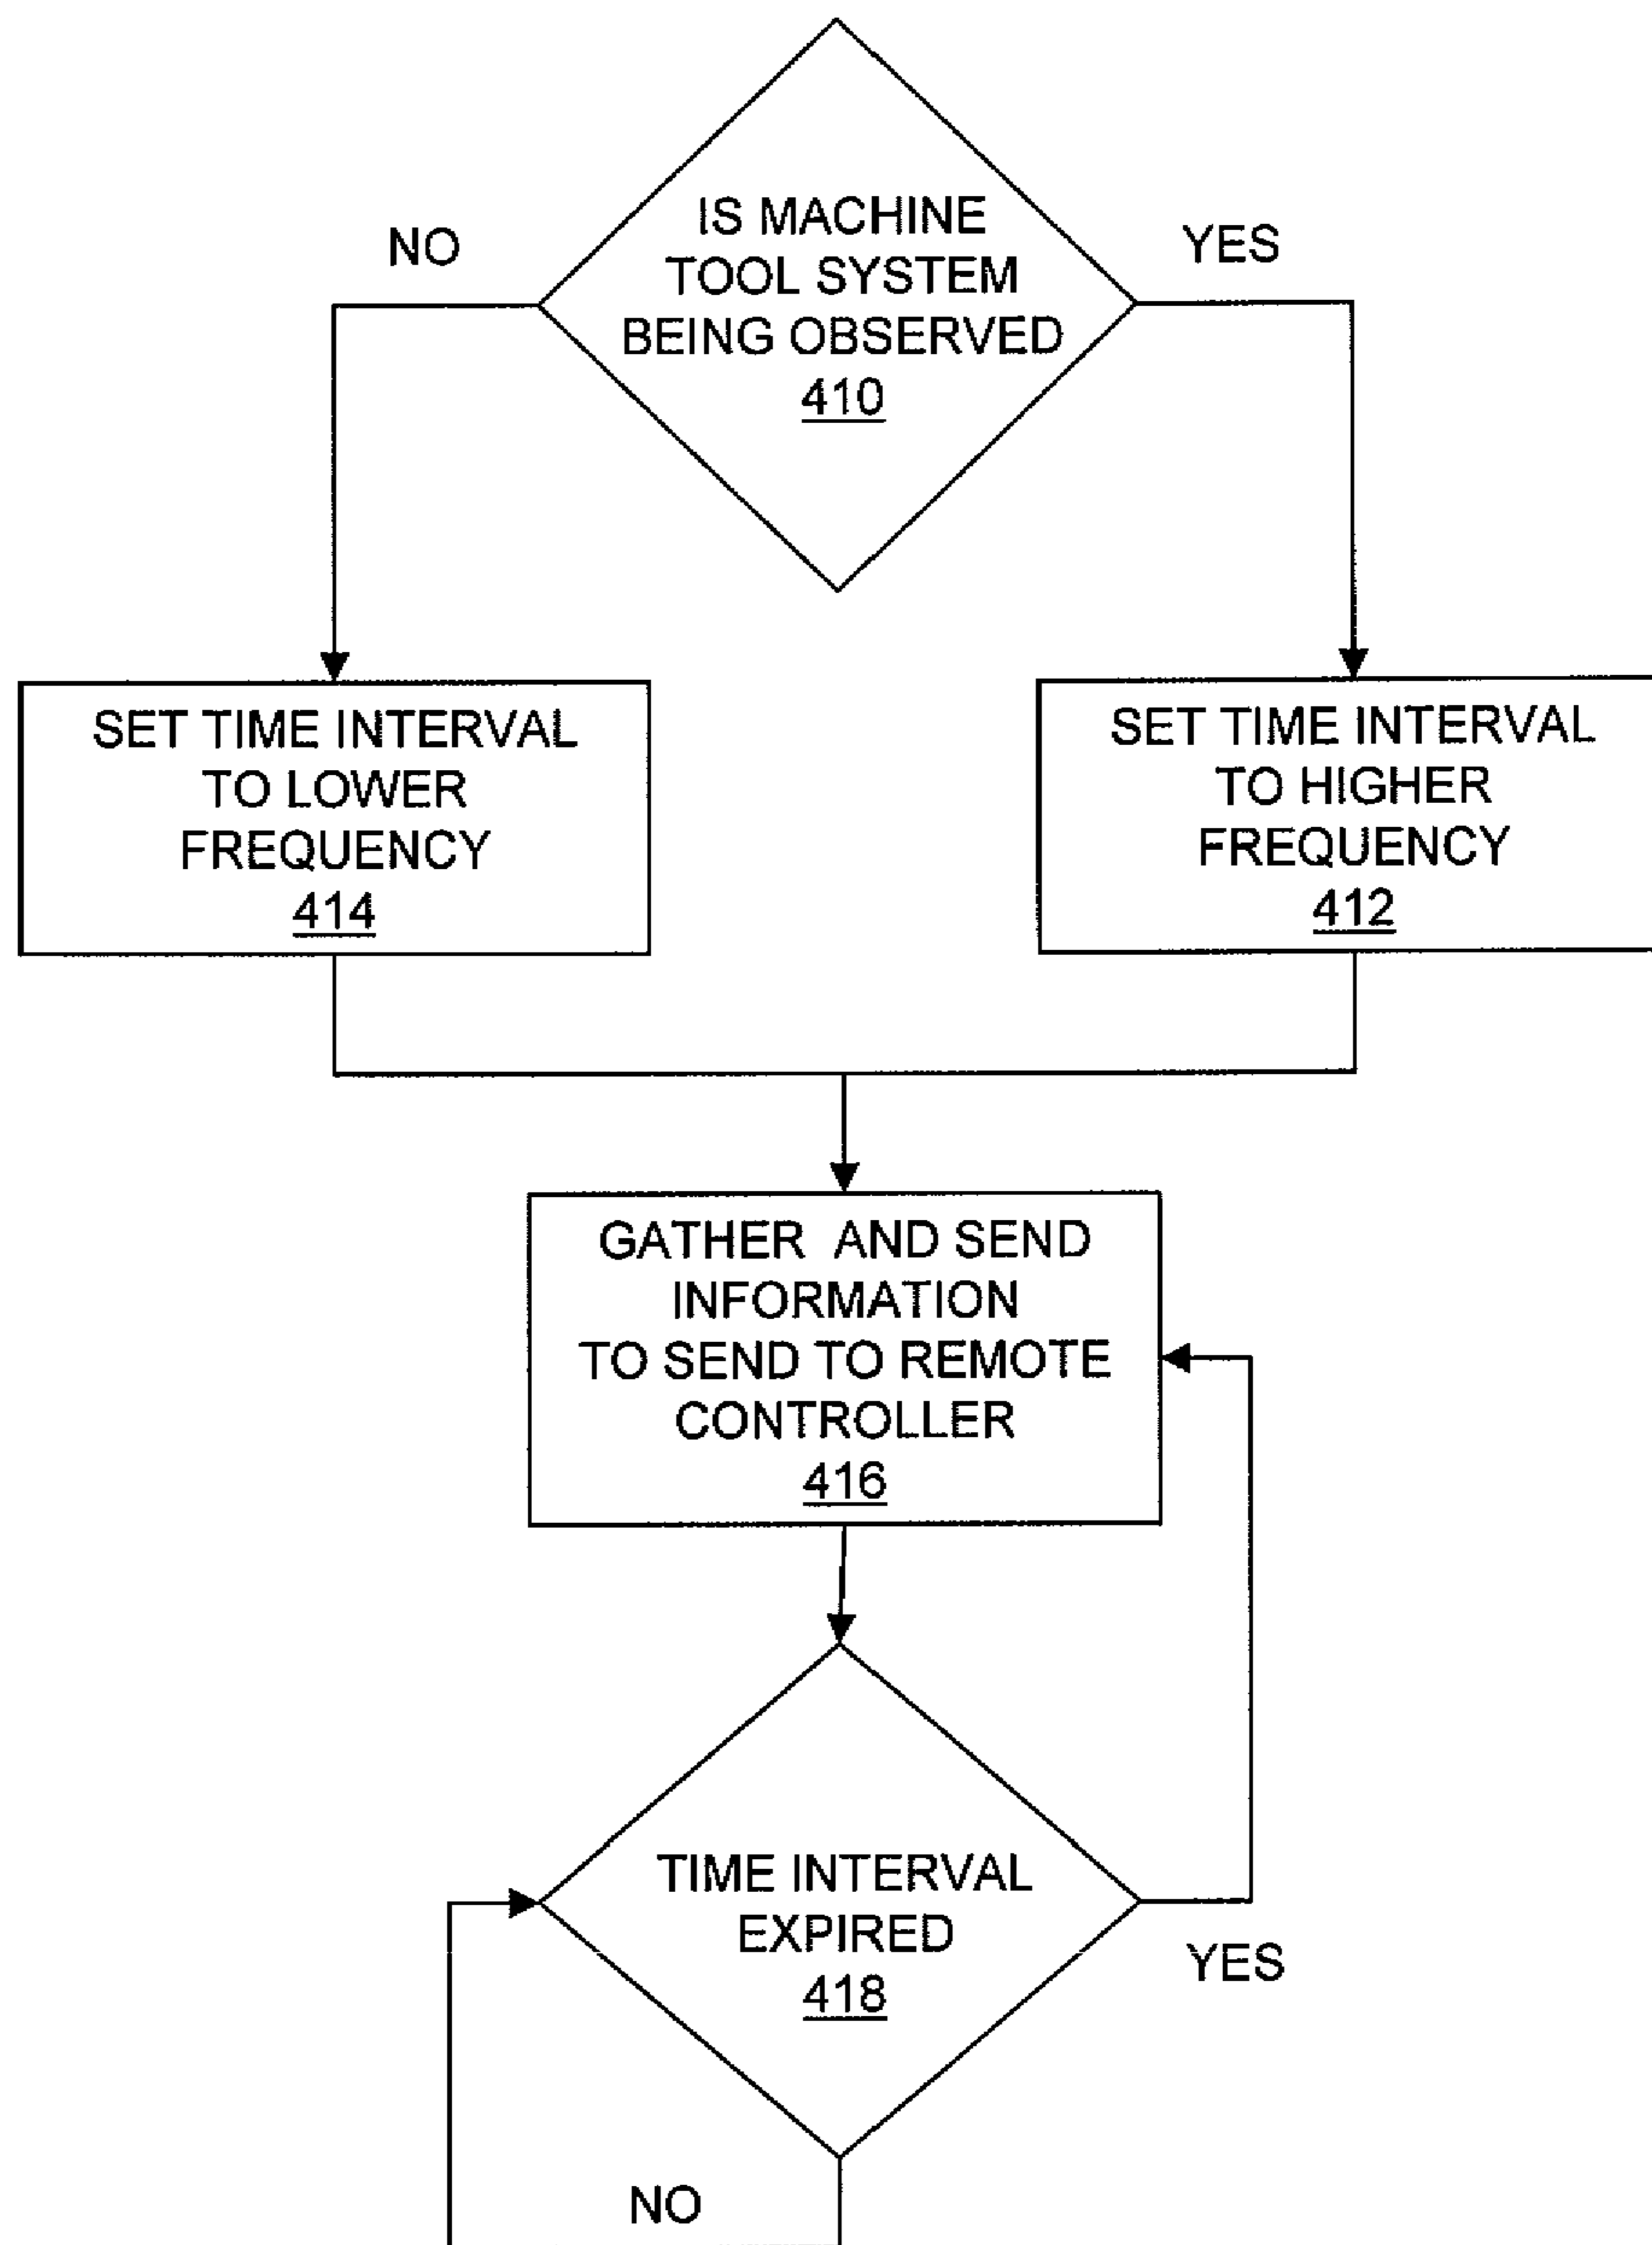 IS MACHINE
TOOL SYSTEM
BEING OBSERVED
410
NO
YES
SET TIME INTERVAL
TO LOWER
FREQUENCY
414
SET TIME INTERVAL
TO HIGHER
FREQUENCY
412
GATHER AND SEND
INFORMATION
TO SEND TO REMOTE
CONTROLLER
416
TIME INTERVAL
EXPIRED
418
YES
NO